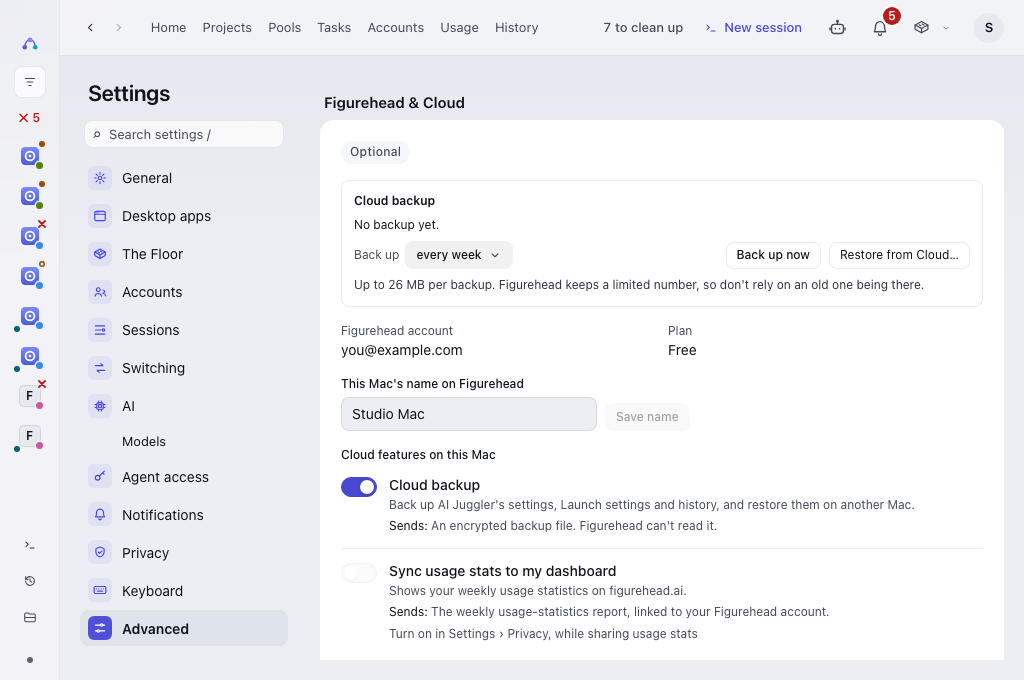 Home Projects Pools Tasks Accounts Usage History 7 to clean up New session 5 S
5
F
F
Settings
Search settings /
General
Desktop apps
The Floor
Accounts
Sessions
Switching
AI
Models
Agent access
Notifications
Privacy
Keyboard
Advanced
Figurehead & Cloud
Optional
Cloud backup
No backup yet.
Back up every week Back up now Restore from Cloud...
Up to 26 MB per backup. Figurehead keeps a limited number, so don't rely on an old one being there.
Figurehead account Plan
you@example.com Free
This Mac's name on Figurehead
Studio Mac Save name
Cloud features on this Mac
Cloud backup
Back up AI Juggler's settings, Launch settings and history, and restore them on another Mac.
Sends: An encrypted backup file. Figurehead can't read it.
Sync usage stats to my dashboard
Shows your weekly usage statistics on figurehead.ai.
Sends: The weekly usage-statistics report, linked to your Figurehead account.
Turn on in Settings › Privacy, while sharing usage stats